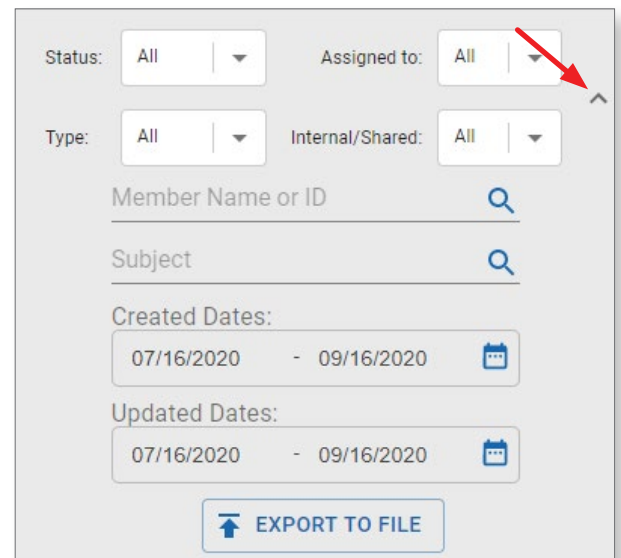 Status: All Assigned to: All
Type: All Internal/Shared: All
Member Name or ID
Subject
Created Dates:
07/16/2020 - 09/16/2020
Updated Dates:
07/16/2020 - 09/16/2020
EXPORT TO FILE